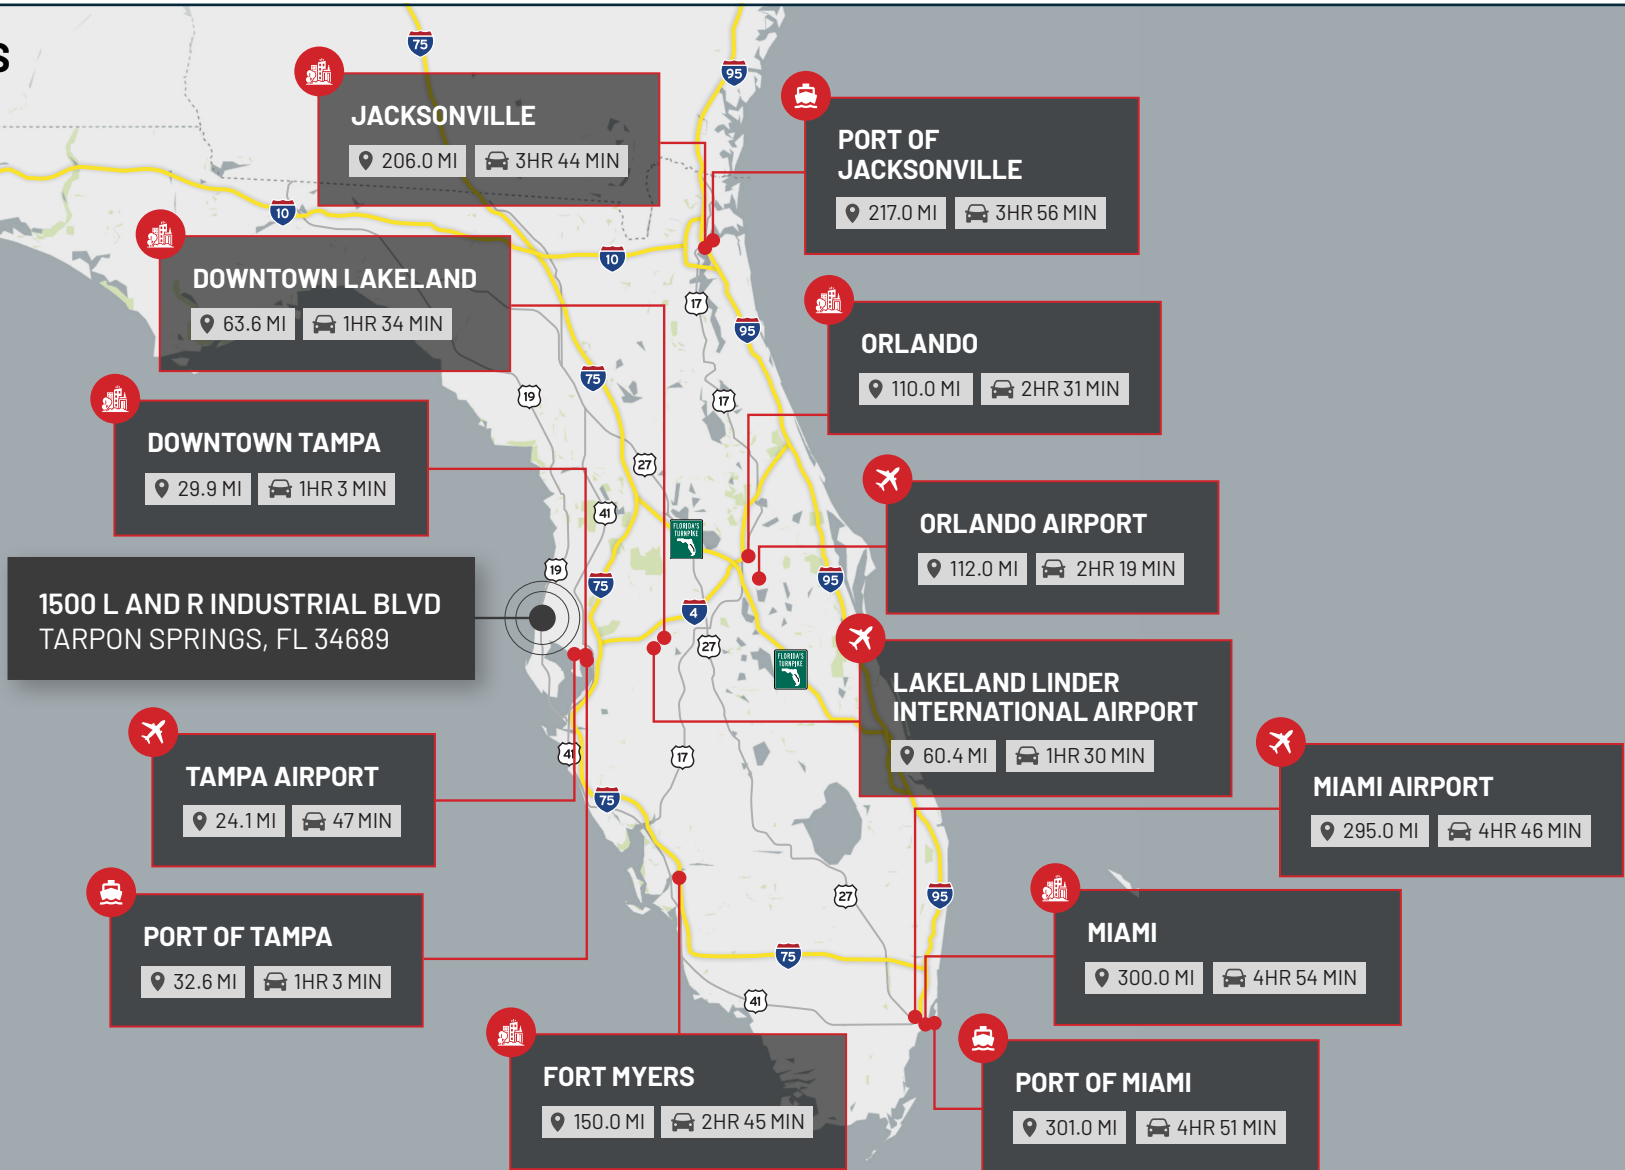 S
75
95
JACKSONVILLE
206.0 MI
3HR 44 MIN
PORT OF
JACKSONVILLE
217.0 MI
3HR 56 MIN
10
10
DOWNTOWN LAKELAND
63.6 MI
1HR 34 MIN
17
95
ORLANDO
110.0 MI
2HR 31 MIN
75
19
17
DOWNTOWN TAMPA
29.9 MI
1HR 3 MIN
27
41
FLORIDA'S
TURNPIKE
ORLANDO AIRPORT
112.0 MI
2HR 19 MIN
19
75
95
1500 L AND R INDUSTRIAL BLVD
TARPON SPRINGS, FL 34689
4
27
FLORIDA'S
TURNPIKE
LAKELAND LINDER
INTERNATIONAL AIRPORT
60.4 MI
1HR 30 MIN
41
17
TAMPA AIRPORT
24.1 MI
47 MIN
75
MIAMI AIRPORT
295.0 MI
4HR 46 MIN
27
95
PORT OF TAMPA
32.6 MI
1HR 3 MIN
MIAMI
300.0 MI
4HR 54 MIN
75
41
FORT MYERS
150.0 MI
2HR 45 MIN
PORT OF MIAMI
301.0 MI
4HR 51 MIN